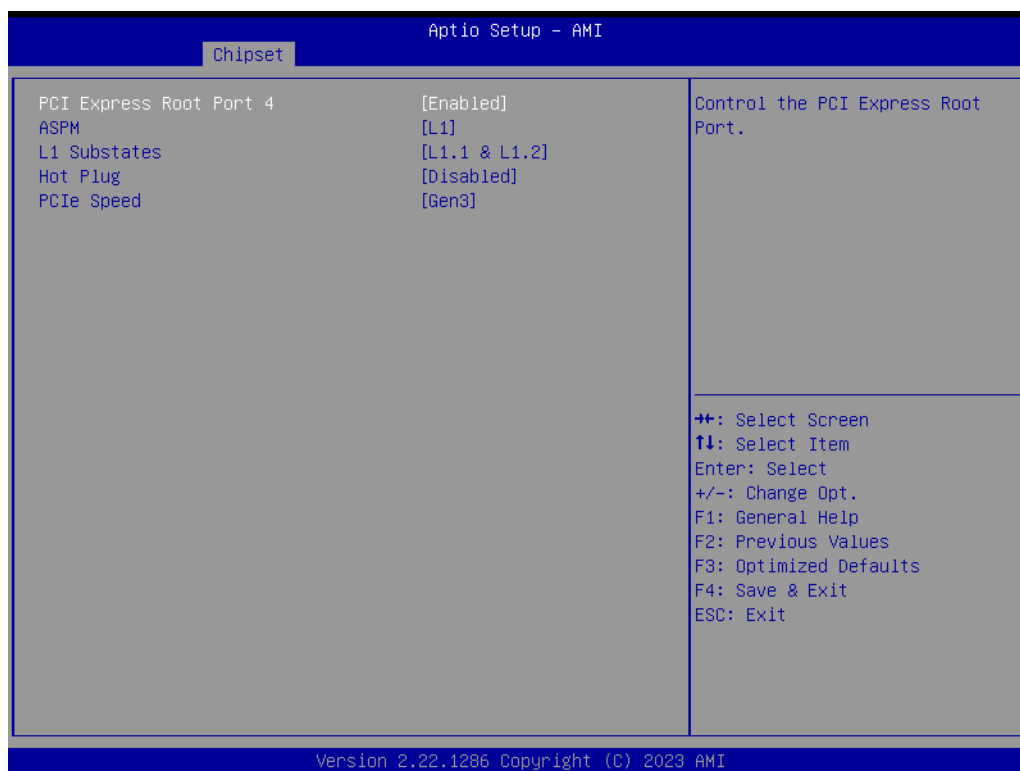 Aptio Setup – AMI
Chipset
PCI Express Root Port 4 [Enabled]
ASPM [L1]
L1 Substates [L1.1 & L1.2]
Hot Plug [Disabled]
PCIe Speed [Gen3]
Control the PCI Express Root
Port.
→←: Select Screen
↑↓: Select Item
Enter: Select
+/-: Change Opt.
F1: General Help
F2: Previous Values
F3: Optimized Defaults
F4: Save & Exit
ESC: Exit
Version 2.22.1286 Copyright (C) 2023 AMI